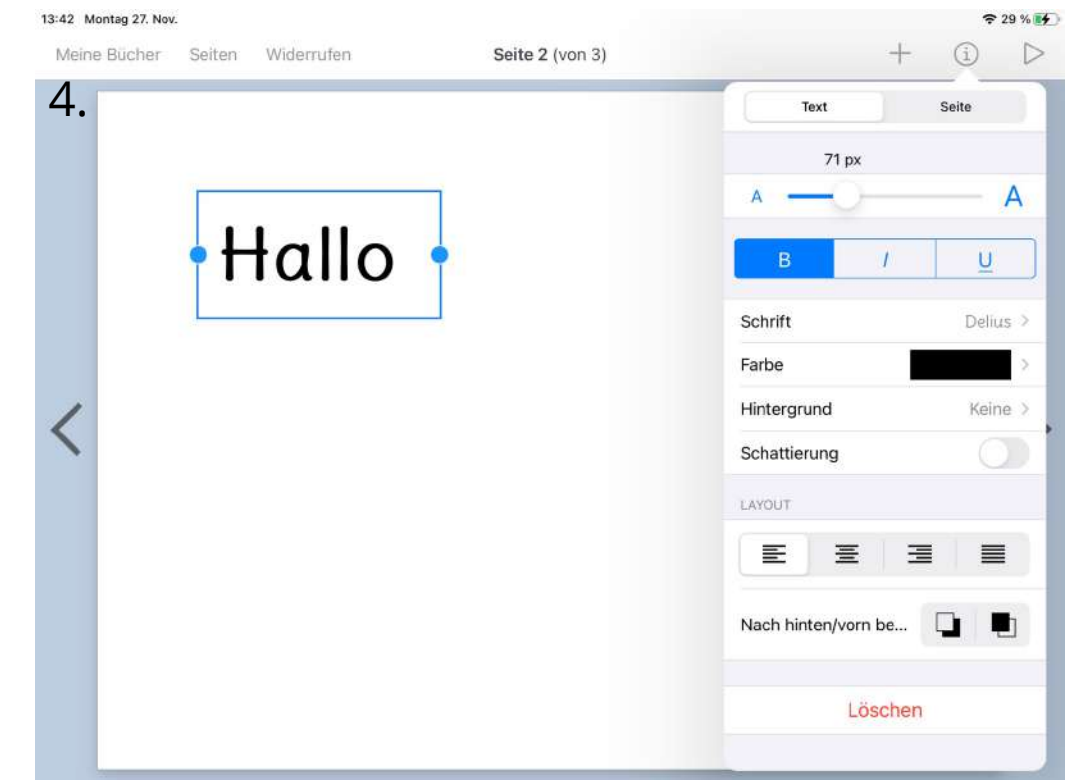 13:42 Montag 27. Nov. 29 %
Meine Bücher Seiten Widerrufen Seite 2 (von 3)
4.
Text Seite
71 px
A A
Hallo
B I U
Schrift Delius
Farbe
Hintergrund Keine
Schattierung
LAYOUT
Nach hinten/vorn be...
Löschen